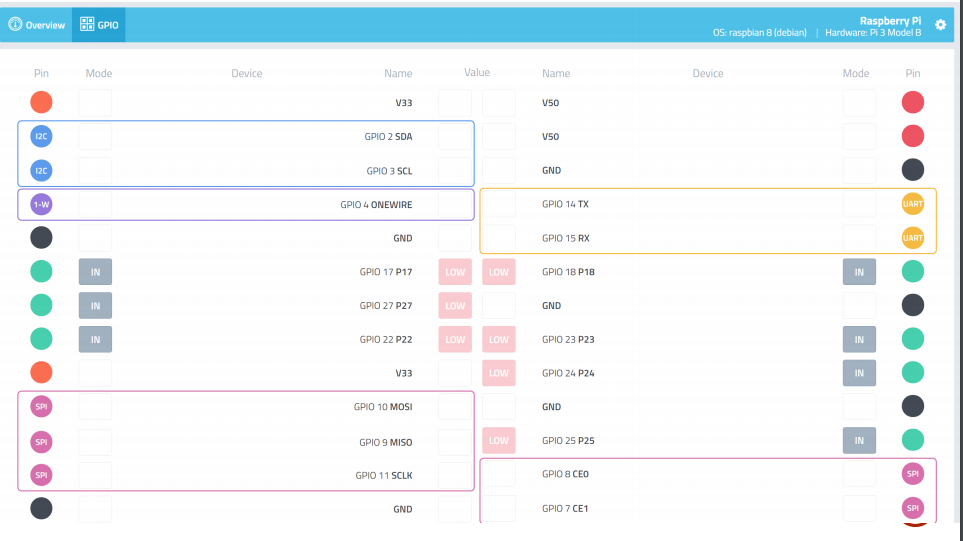 Overview GPIO Raspberry Pi
OS: raspbian 8 (debian) | Hardware: Pi 3 Model B
Pin Mode Device Name Value Name Device Mode Pin
V33 V50
I2C GPIO 2 SDA V50
I2C GPIO 3 SCL GND
1-W GPIO 4 ONEWIRE GPIO 14 TX UART
GND GPIO 15 RX UART
IN GPIO 17 P17 LOW LOW GPIO 18 P18 IN
IN GPIO 27 P27 LOW GND
IN GPIO 22 P22 LOW LOW GPIO 23 P23 IN
V33 LOW GPIO 24 P24 IN
SPI GPIO 10 MOSI GND
SPI GPIO 9 MISO LOW GPIO 25 P25 IN
SPI GPIO 11 SCLK GPIO 8 CE0 SPI
GND GPIO 7 CE1 SPI